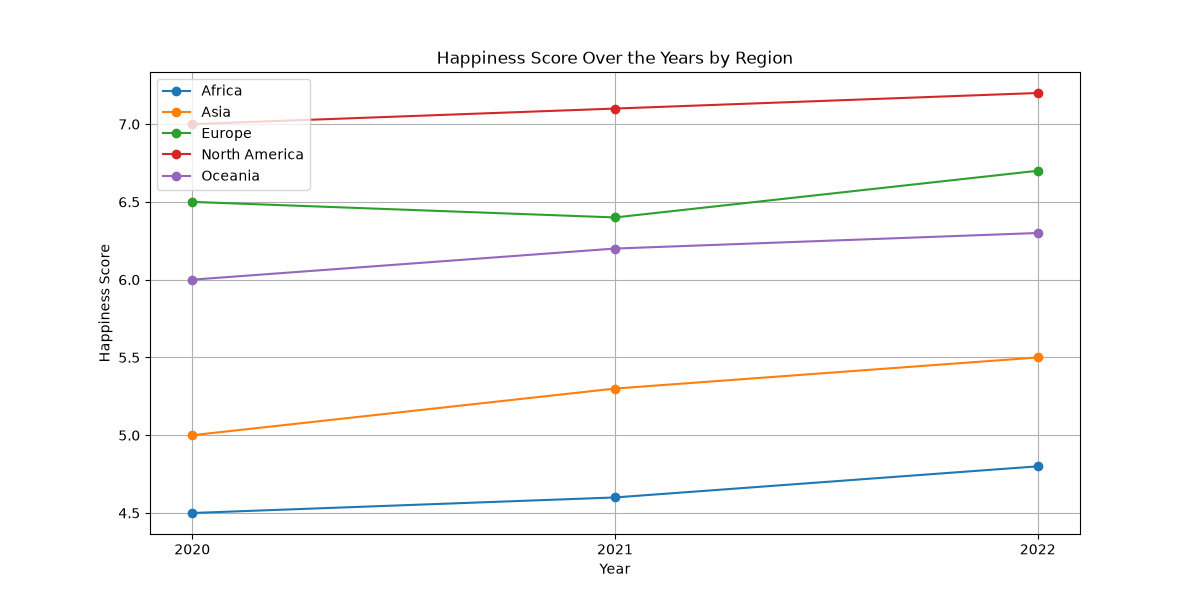 Happiness Score Over the Years by Region
Africa
Asia
Europe
North America
Oceania
Happiness Score
7.0
6.5
6.0
5.5
5.0
4.5
2020
2021
2022
Year